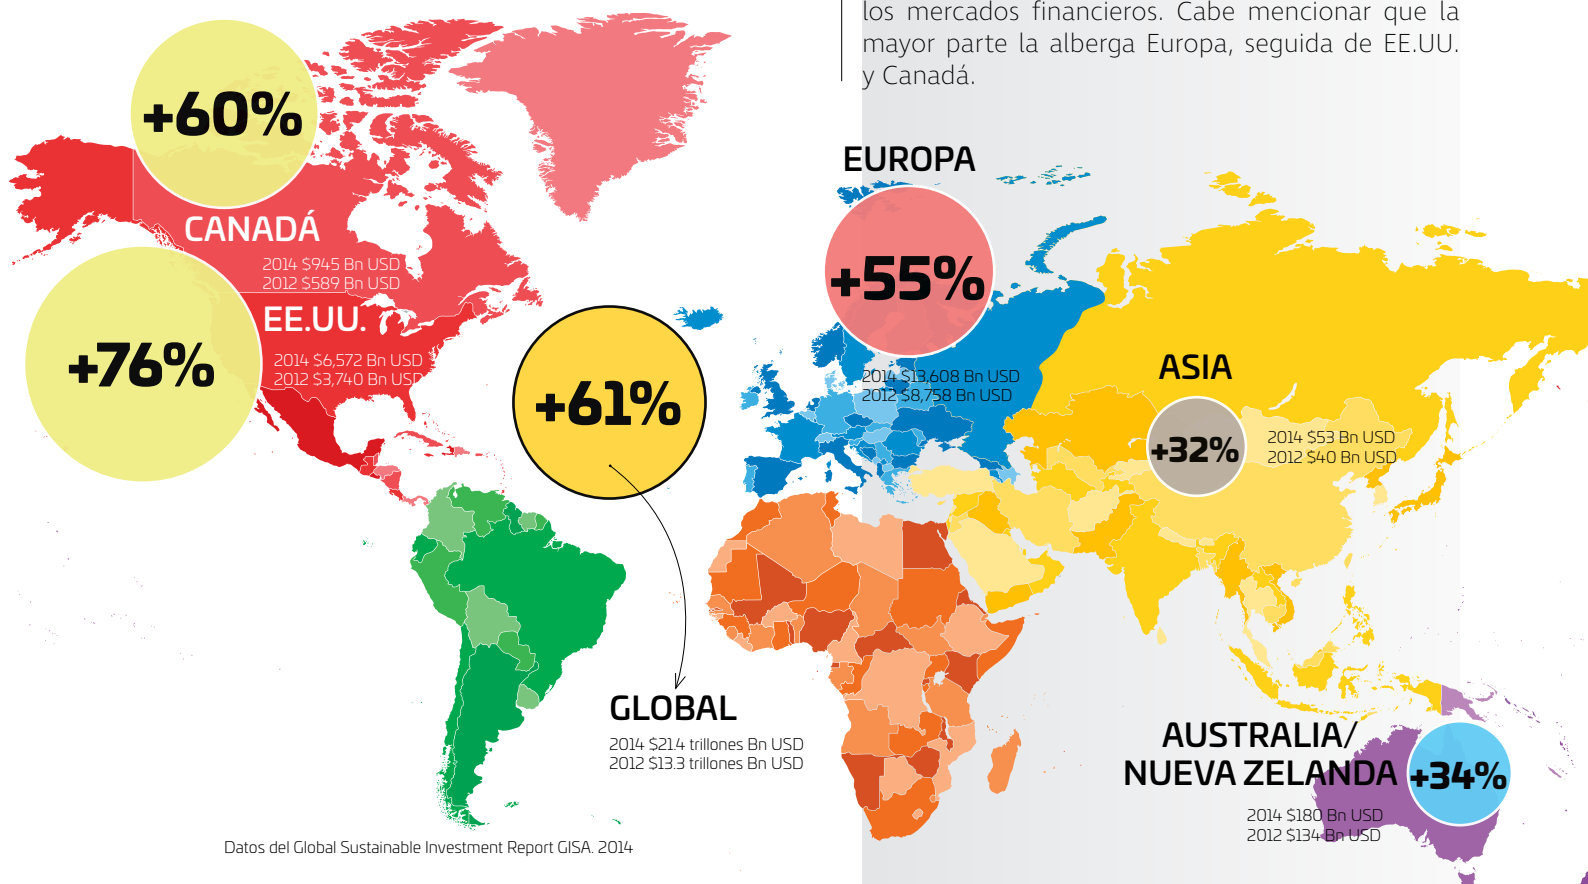 los mercados financieros. Cabe mencionar que la
mayor parte la alberga Europa, seguida de EE.UU.
y Canadá.
+60%
CANADÁ
2014 $945 Bn USD
2012 $589 Bn USD
+76%
EE.UU.
2014 $6,572 Bn USD
2012 $3,740 Bn USD
+61%
GLOBAL
2014 $21.4 trillones Bn USD
2012 $13.3 trillones Bn USD
EUROPA
+55%
2014 $13,608 Bn USD
2012 $8,758 Bn USD
ASIA
+32%
2014 $53 Bn USD
2012 $40 Bn USD
AUSTRALIA/
NUEVA ZELANDA
+34%
2014 $180 Bn USD
2012 $134 Bn USD
Datos del Global Sustainable Investment Report GISA. 2014